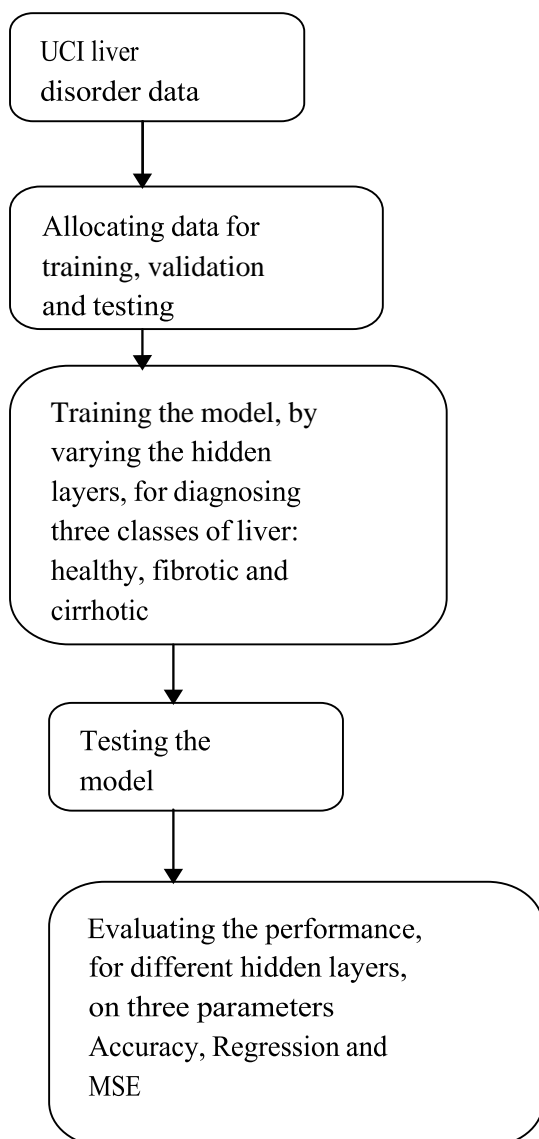 UCI liver
disorder data
Allocating data for
training, validation
and testing
Training the model, by
varying the hidden
layers, for diagnosing
three classes of liver:
healthy, fibrotic and
cirrhotic
Testing the
model
Evaluating the performance,
for different hidden layers,
on three parameters
Accuracy, Regression and
MSE